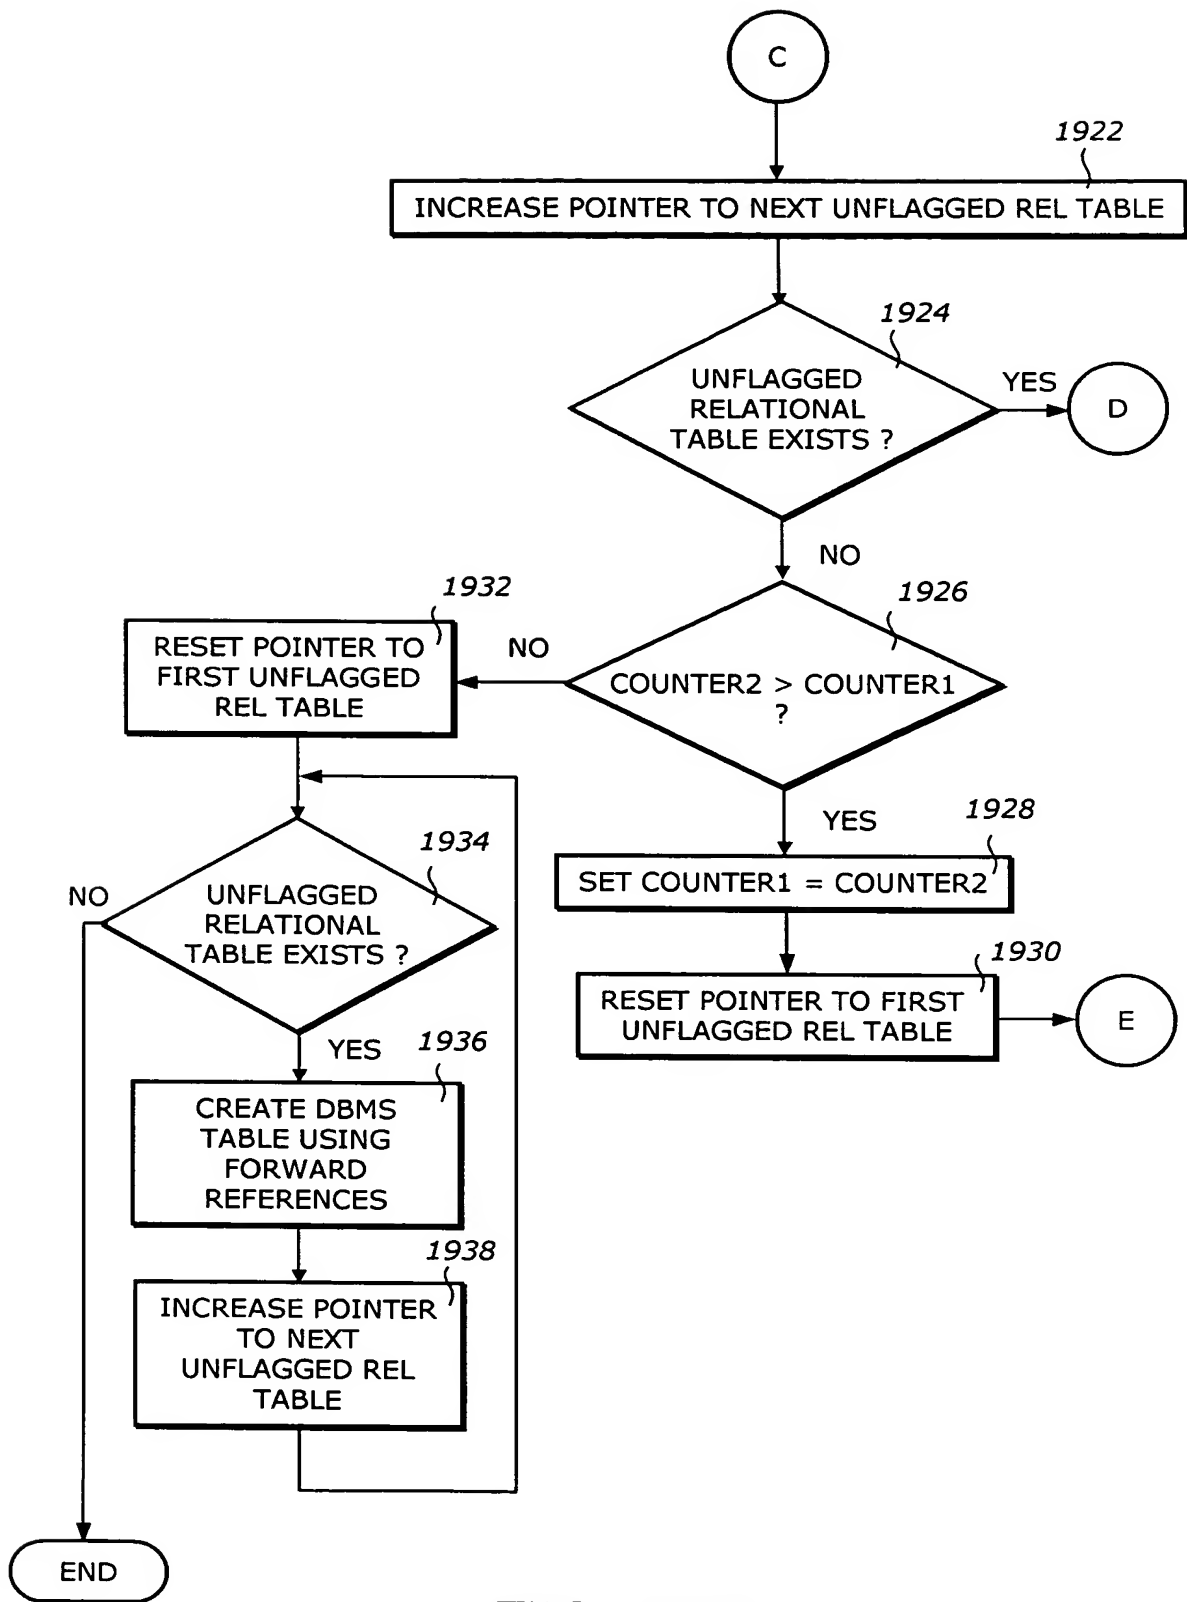 C
1922
INCREASE POINTER TO NEXT UNFLAGGED REL TABLE
1924
UNFLAGGED
RELATIONAL
TABLE EXISTS ?
YES
D
NO
1926
COUNTER2 > COUNTER1
?
NO
1932
RESET POINTER TO
FIRST UNFLAGGED
REL TABLE
YES
1928
SET COUNTER1 = COUNTER2
1930
RESET POINTER TO FIRST
UNFLAGGED REL TABLE
E
1934
UNFLAGGED
RELATIONAL
TABLE EXISTS ?
NO
YES
1936
CREATE DBMS
TABLE USING
FORWARD
REFERENCES
1938
INCREASE POINTER
TO NEXT
UNFLAGGED REL
TABLE
END